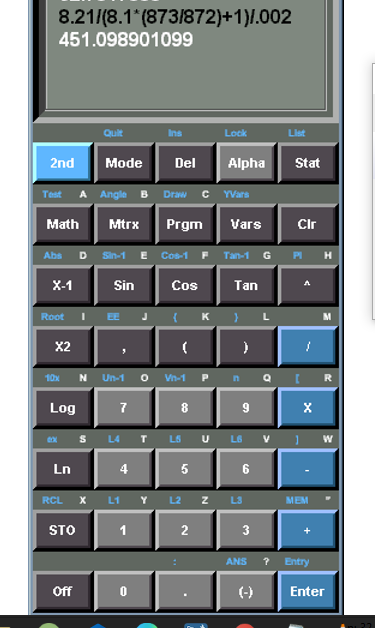 8.21/(8.1*(873/872)+1)/.002
451.098901099
Quit Ins Lock List
2nd Mode Del Alpha Stat
Test A Angle B Draw C YVars
Math Mtrx Prgm Vars Clr
Abs D Sin-1 E Cos-1 F Tan-1 G Pi H
X-1 Sin Cos Tan ^
Root I EE J { K } L M
X2 , ( ) /
10x N Un-1 O Vn-1 P n Q [ R
Log 7 8 9 X
ex S L4 T L5 U L6 V ] W
Ln 4 5 6 -
RCL X L1 Y L2 Z L3 MEM "
STO 1 2 3 +
: ANS ? Entry
Off 0 . (-) Enter